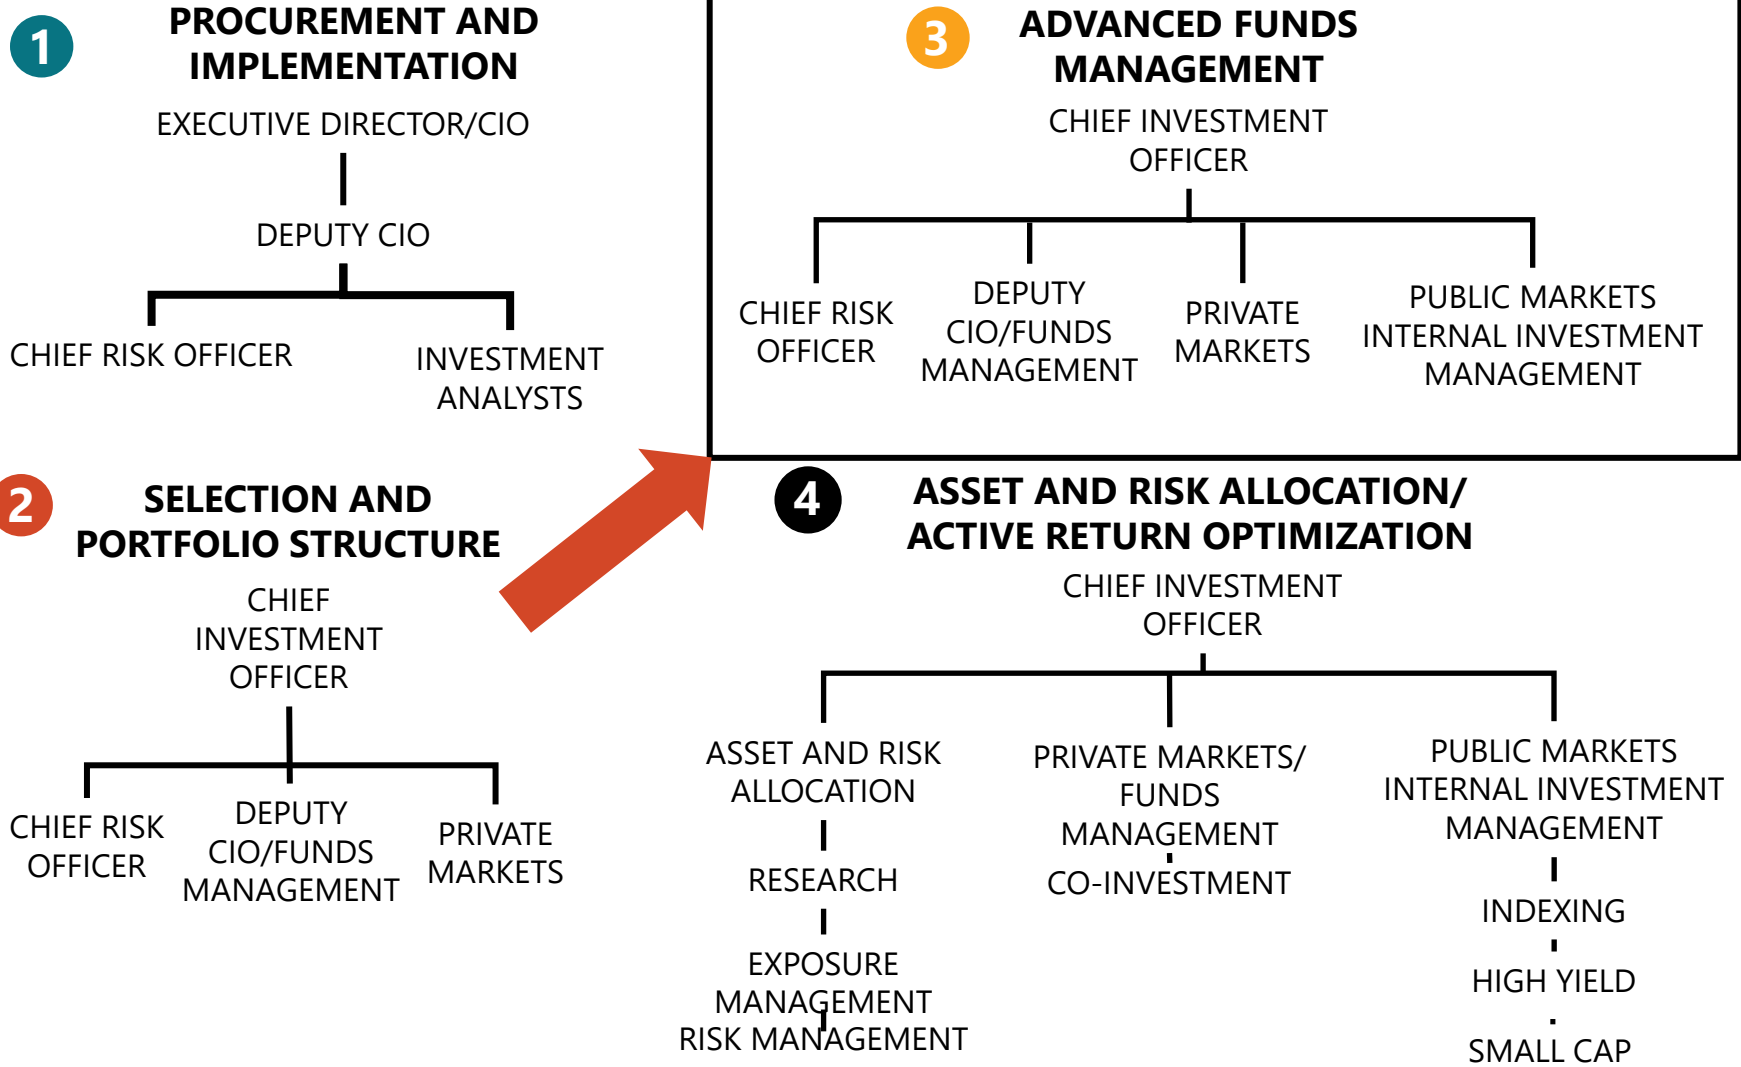 1
PROCUREMENT AND
IMPLEMENTATION
EXECUTIVE DIRECTOR/CIO
DEPUTY CIO
CHIEF RISK OFFICER
INVESTMENT
ANALYSTS
2
SELECTION AND
PORTFOLIO STRUCTURE
CHIEF
INVESTMENT
OFFICER
CHIEF RISK
OFFICER
DEPUTY
CIO/FUNDS
MANAGEMENT
PRIVATE
MARKETS
3
ADVANCED FUNDS
MANAGEMENT
CHIEF INVESTMENT
OFFICER
CHIEF RISK
OFFICER
DEPUTY
CIO/FUNDS
MANAGEMENT
PRIVATE
MARKETS
PUBLIC MARKETS
INTERNAL INVESTMENT
MANAGEMENT
4
ASSET AND RISK ALLOCATION/
ACTIVE RETURN OPTIMIZATION
CHIEF INVESTMENT
OFFICER
ASSET AND RISK
ALLOCATION
RESEARCH
EXPOSURE
MANAGEMENT
RISK MANAGEMENT
PRIVATE MARKETS/
FUNDS
MANAGEMENT
CO-INVESTMENT
PUBLIC MARKETS
INTERNAL INVESTMENT
MANAGEMENT
INDEXING
HIGH YIELD
SMALL CAP